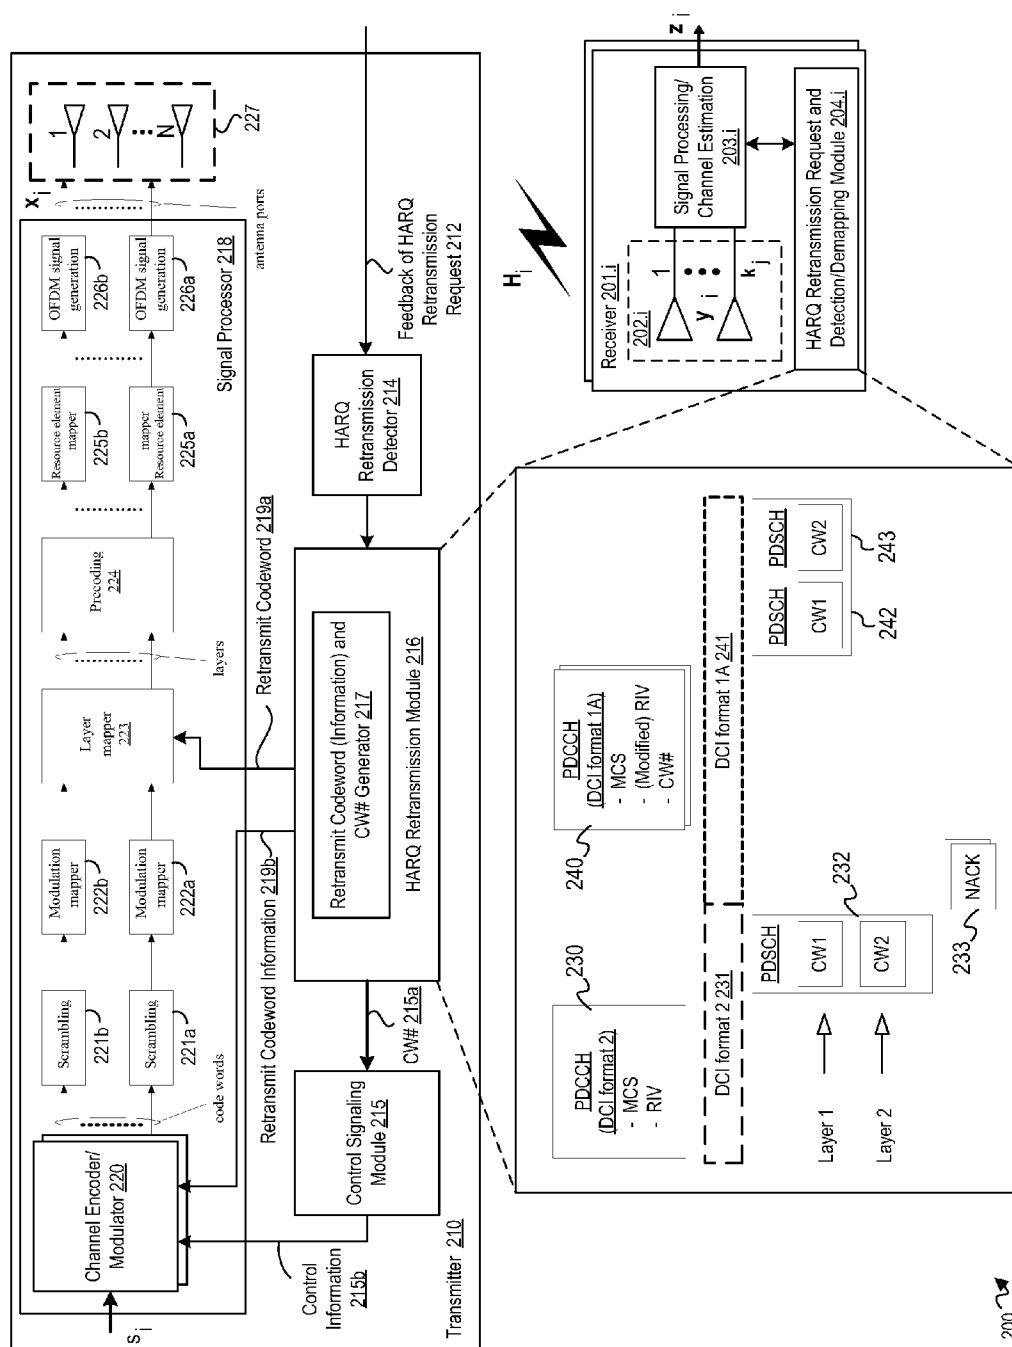 s i
Channel Encoder/
Modulator 220
code words
Scrambling
221b
Scrambling
221a
Modulation
mapper
222b
Modulation
mapper
222a
Layer
mapper
223
layers
Precoding
224
Resource element
mapper
225b
mapper
Resource element
225a
OFDM signal
generation
226b
OFDM signal
generation
226a
Signal Processor 218
antenna ports
x i
1
2
N
227
Control
Information
215b
Transmitter 210
Control Signaling
Module 215
CW# 215a
Retransmit Codeword Information 219b
Retransmit Codeword 219a
Retransmit Codeword (Information) and
CW# Generator 217
HARQ Retransmission Module 216
HARQ
Retransmission
Detector 214
Feedback of HARQ
Retransmission
Request 212
H i
Receiver 201.i
202.i
1
y i
k j
Signal Processing/
Channel Estimation
203.i
z i
HARQ Retransmission Request and
Detection/Demapping Module 204.i
230
PDCCH
(DCI format 2)
- MCS
- RIV
240
PDCCH
(DCI format 1A)
- MCS
- (Modified) RIV
- CW#
DCI format 2 231
DCI format 1A 241
Layer 1
Layer 2
PDSCH
CW1
CW2
232
233
NACK
PDSCH
CW1
242
PDSCH
CW2
243
200